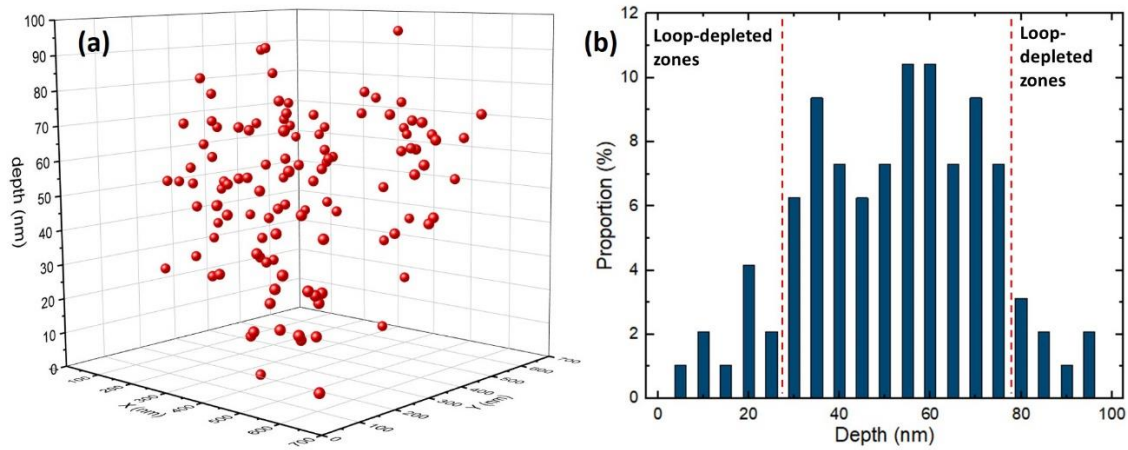 (a)
100
90
80
70
60
50
40
30
20
10
0
depth (nm)
100
200
300
400
500
600
700
X (nm)
0
100
200
300
400
500
600
700
Y (nm)
(b)
Loop-depleted
zones
Loop-
depleted
zones
12
10
8
6
4
2
0
Proportion (%)
0 20 40 60 80 100
Depth (nm)